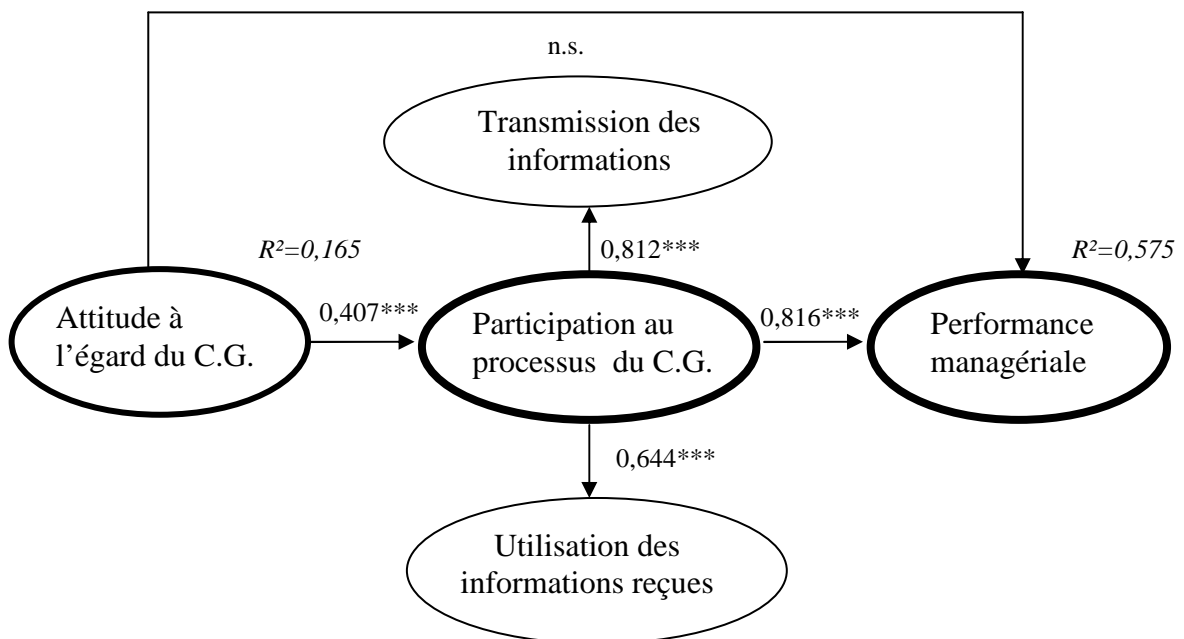 n.s.
Transmission des
informations
R²=0,165
0,812***
R²=0,575
Attitude à
l’égard du C.G.
0,407***
Participation au
processus du C.G.
0,816***
Performance
managériale
0,644***
Utilisation des
informations reçues